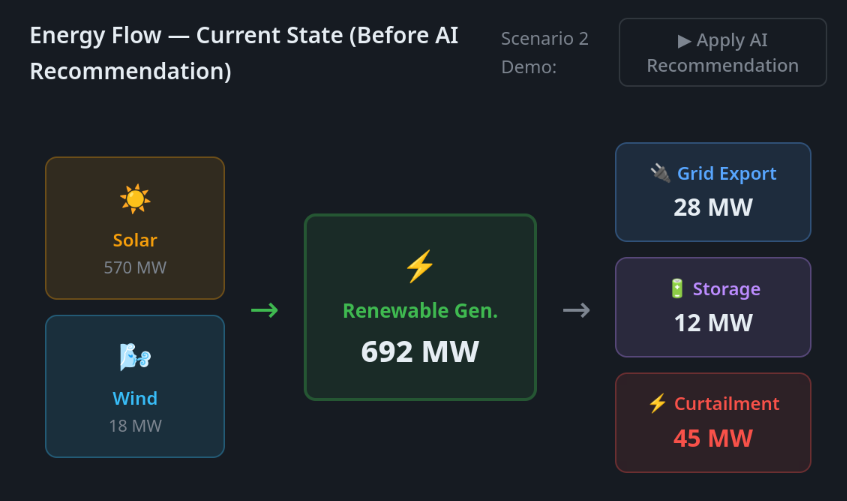 Energy Flow — Current State (Before AI
Recommendation)
Scenario 2
Demo:
▶ Apply AI
Recommendation
☀️
Solar
570 MW
🌬️
Wind
18 MW
→
⚡
Renewable Gen.
692 MW
→
🔌 Grid Export
28 MW
🔋 Storage
12 MW
⚡ Curtailment
45 MW